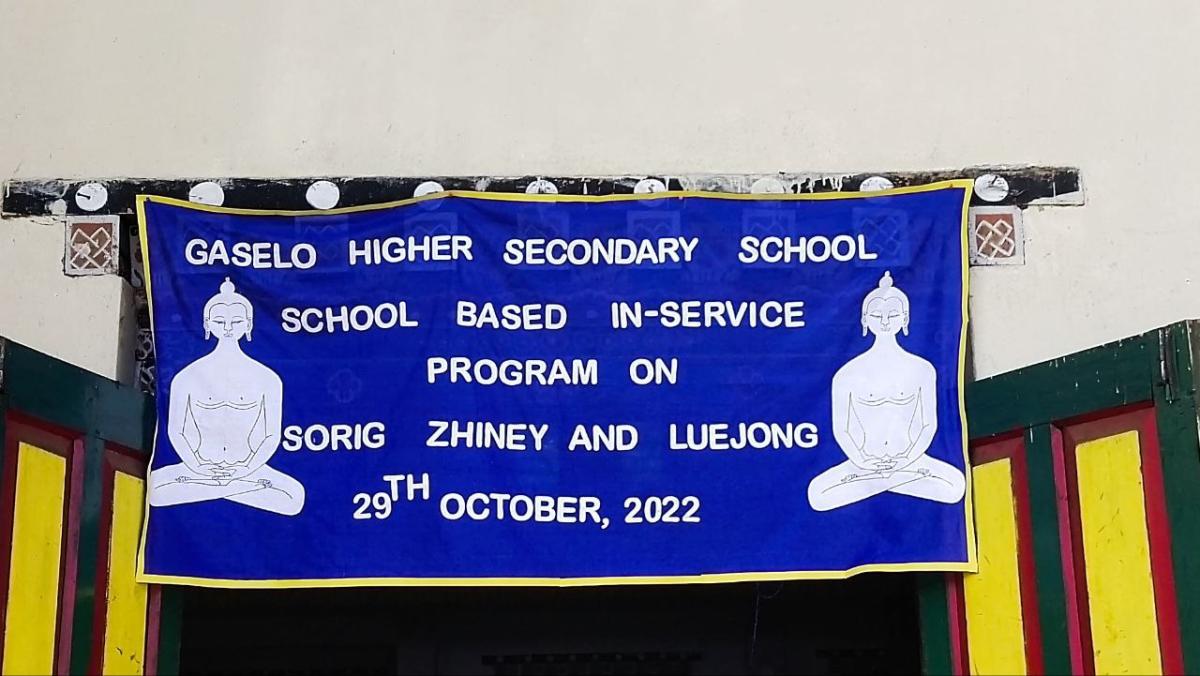 GASELO HIGHER SECONDARY SCHOOL
SCHOOL BASED IN-SERVICE
PROGRAM ON
SORIG ZHINEY AND LUEJONG
29TH OCTOBER, 2022